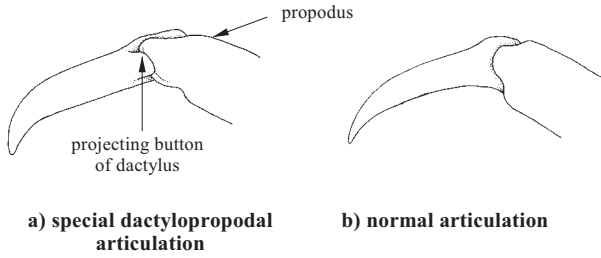 propodus
projecting button
of dactylus
a) special dactylopropodal
articulation
b) normal articulation